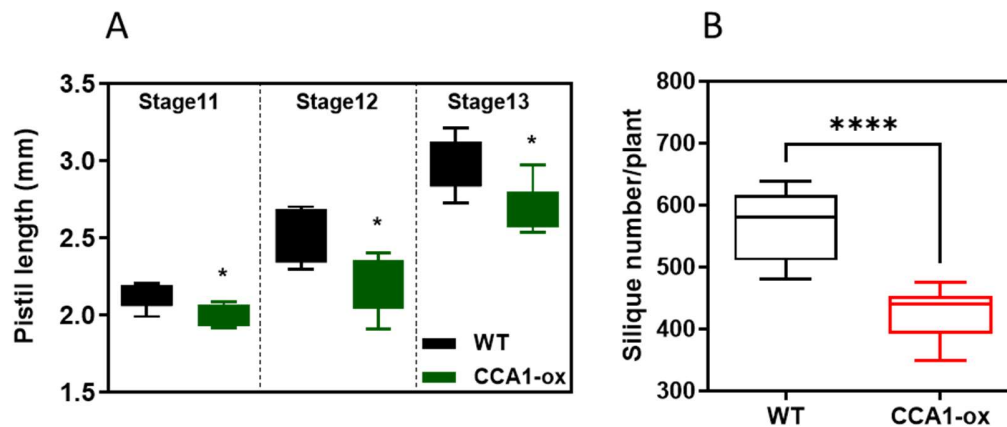 A
Pistil length (mm)
3.5
3.0
2.5
2.0
1.5
Stage11
Stage12
Stage13
*
*
*
WT
CCA1-ox
B
Silique number/plant
800
700
600
500
400
300
****
WT
CCA1-ox